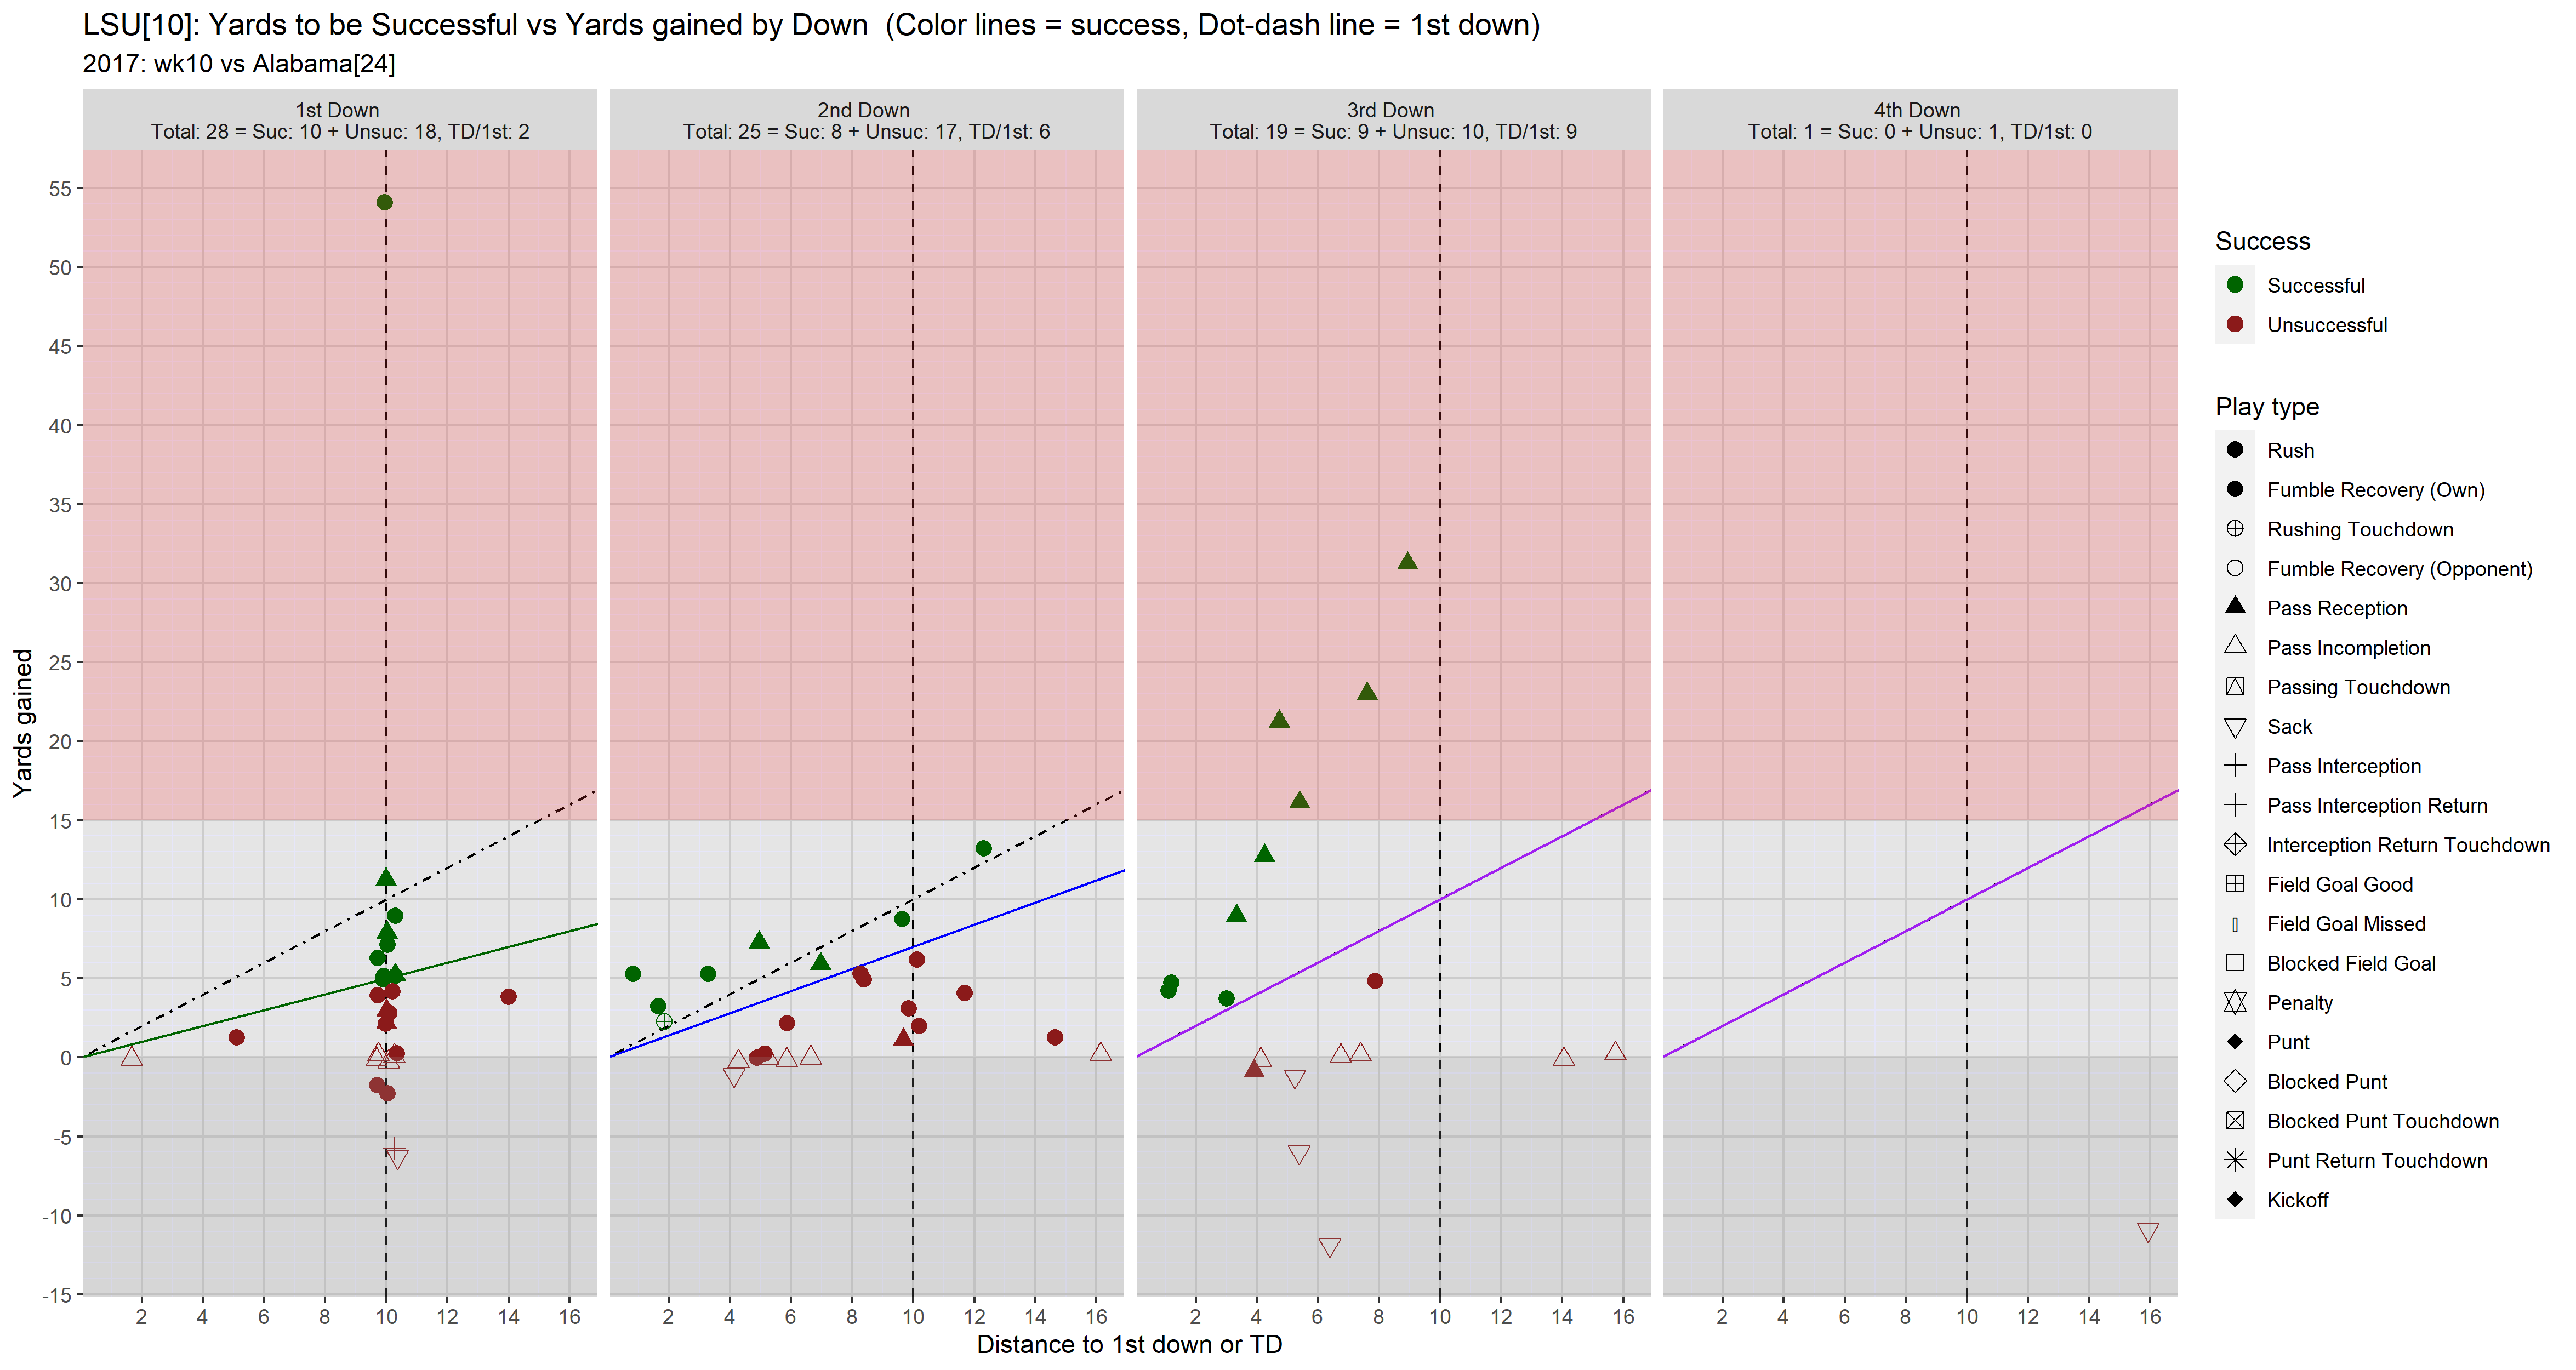 LSU[10]: Yards to be Successful vs Yards gained by Down  (Color lines = success, Dot-dash line = 1st down)
2017: wk10 vs Alabama[24]
1st Down
Total: 28 = Suc: 10 + Unsuc: 18, TD/1st: 2
2nd Down
Total: 25 = Suc: 8 + Unsuc: 17, TD/1st: 6
3rd Down
Total: 19 = Suc: 9 + Unsuc: 10, TD/1st: 9
4th Down
Total: 1 = Suc: 0 + Unsuc: 1, TD/1st: 0
Yards gained
55
50
45
40
35
30
25
20
15
10
5
0
-5
-10
-15
2 4 6 8 10 12 14 16
2 4 6 8 10 12 14 16
2 4 6 8 10 12 14 16
2 4 6 8 10 12 14 16
Distance to 1st down or TD
Success
Successful
Unsuccessful
Play type
Rush
Fumble Recovery (Own)
Rushing Touchdown
Fumble Recovery (Opponent)
Pass Reception
Pass Incompletion
Passing Touchdown
Sack
Pass Interception
Pass Interception Return
Interception Return Touchdown
Field Goal Good
Field Goal Missed
Blocked Field Goal
Penalty
Punt
Blocked Punt
Blocked Punt Touchdown
Punt Return Touchdown
Kickoff